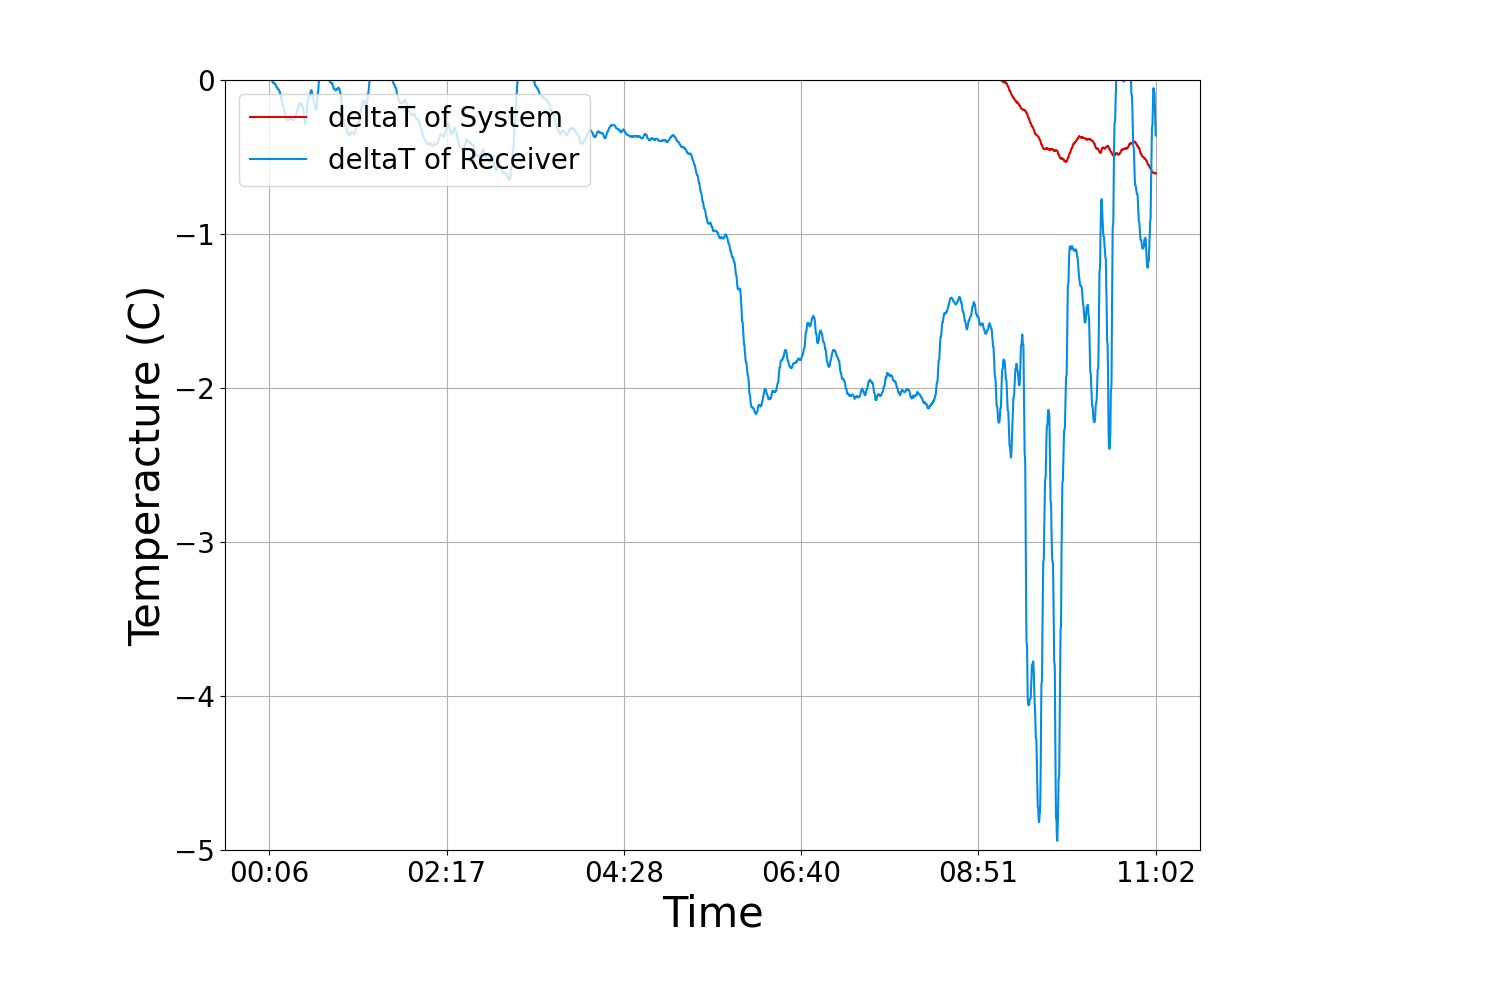 deltaT of System
deltaT of Receiver
0
−1
−2
−3
−4
−5
Temperacture (C)
00:06 02:17 04:28 06:40 08:51 11:02
Time